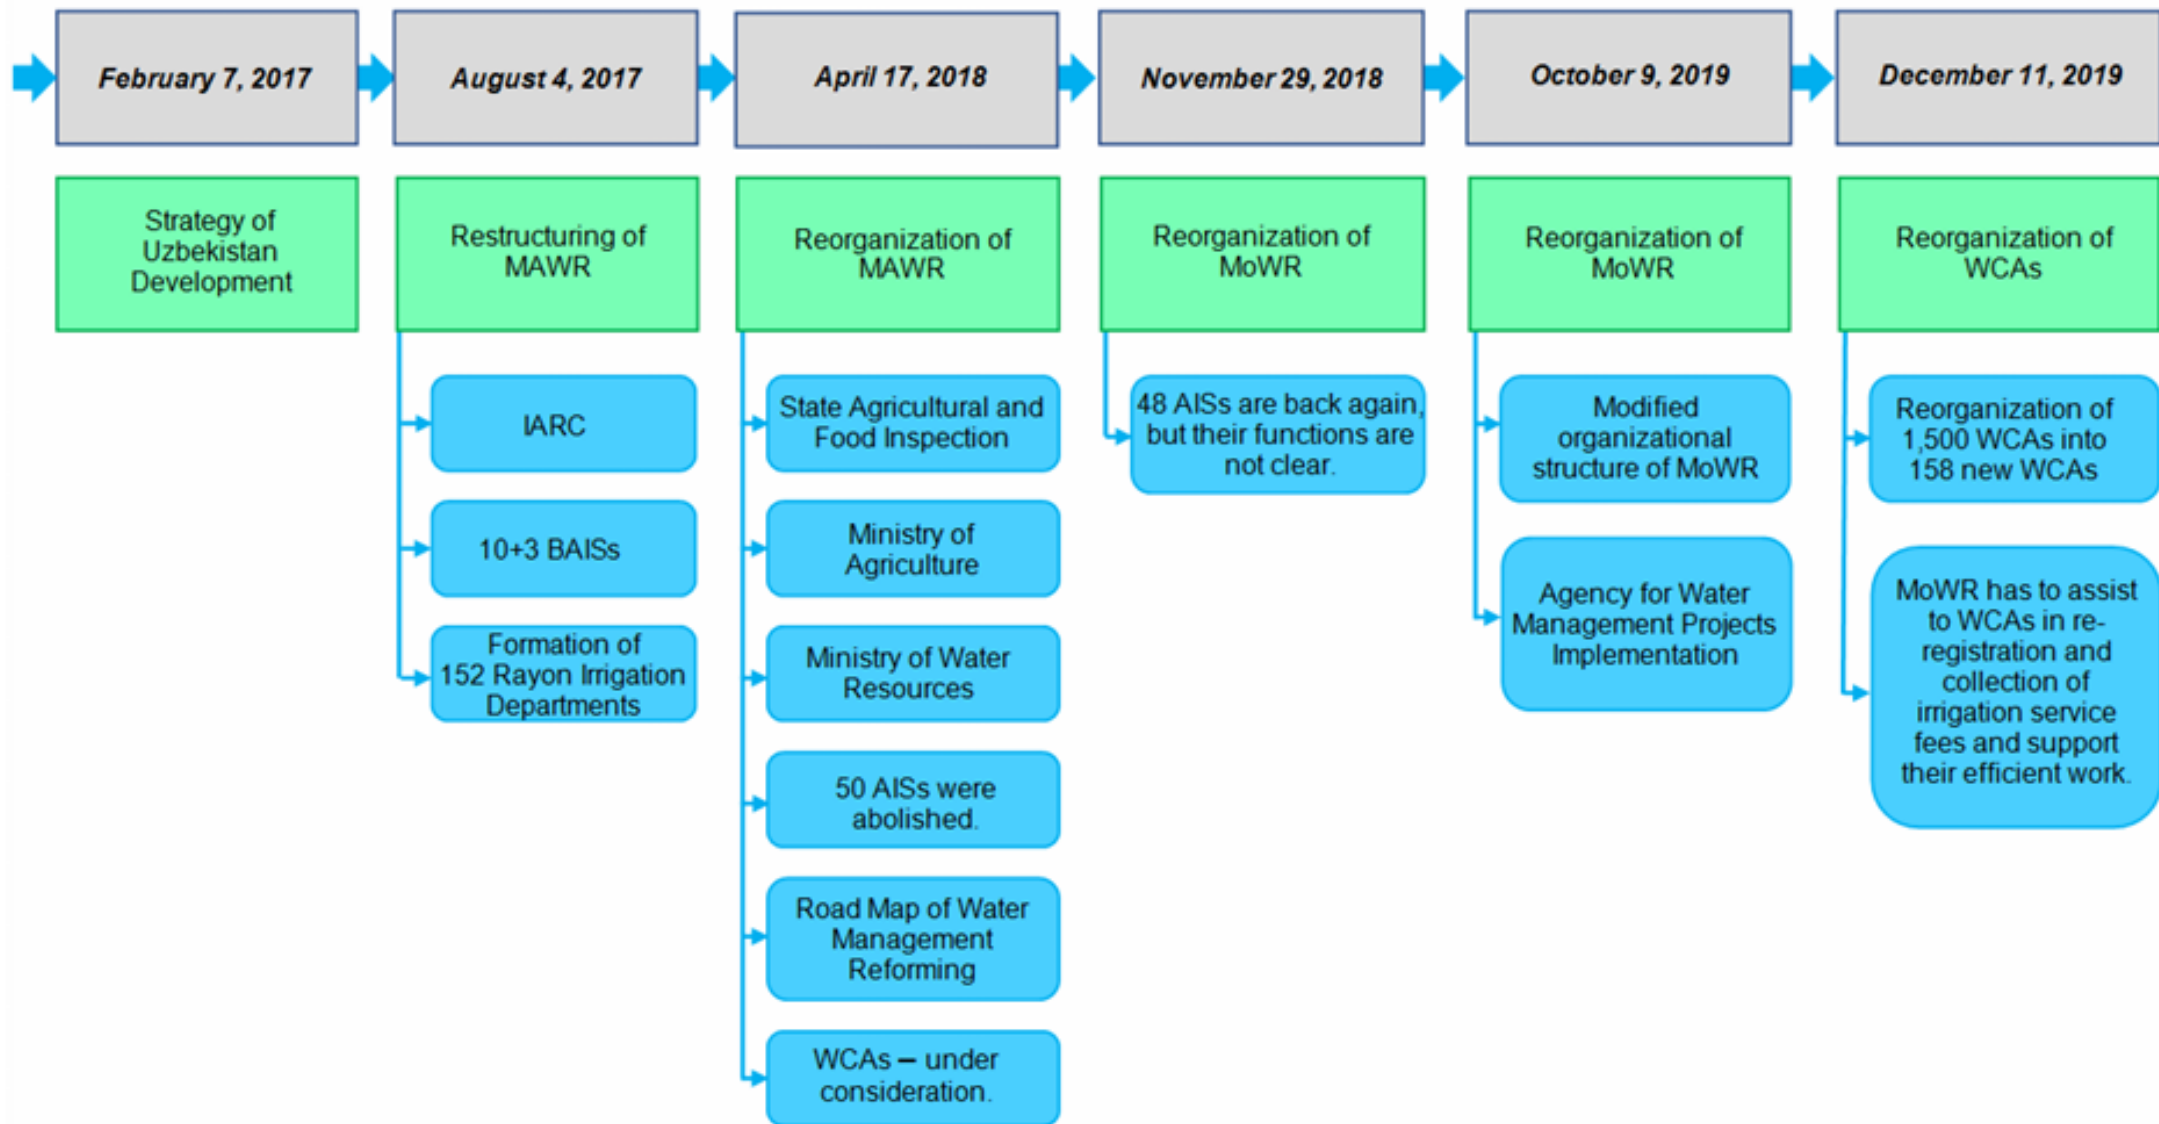 February 7, 2017
August 4, 2017
April 17, 2018
November 29, 2018
October 9, 2019
December 11, 2019
Strategy of
Uzbekistan
Development
Restructuring of
MAWR
Reorganization of
MAWR
Reorganization of
MoWR
Reorganization of
MoWR
Reorganization of
WCAs
IARC
10+3 BAISs
Formation of
152 Rayon Irrigation
Departments
State Agricultural and
Food Inspection
Ministry of
Agriculture
Ministry of Water
Resources
50 AISs were
abolished.
Road Map of Water
Management
Reforming
WCAs – under
consideration.
48 AISs are back again,
but their functions are
not clear.
Modified
organizational
structure of MoWR
Agency for Water
Management Projects
Implementation
Reorganization of
1,500 WCAs into
158 new WCAs
MoWR has to assist
to WCAs in re-
registration and
collection of
irrigation service
fees and support
their efficient work.